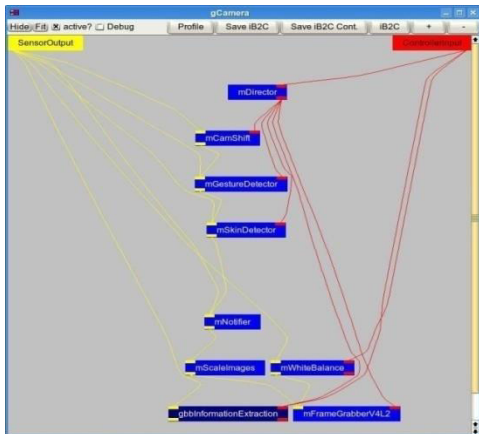 gCamera
Hide Fit active? Debug Profile Save iB2C Save iB2C Cont. iB2C + -
SensorOutput ControllerInput
mDirector
mCamShift
mGestureDetector
mSkinDetector
mNotifier
mScaleImages mWhiteBalance
gbbInformationExtraction mFrameGrabberV4L2